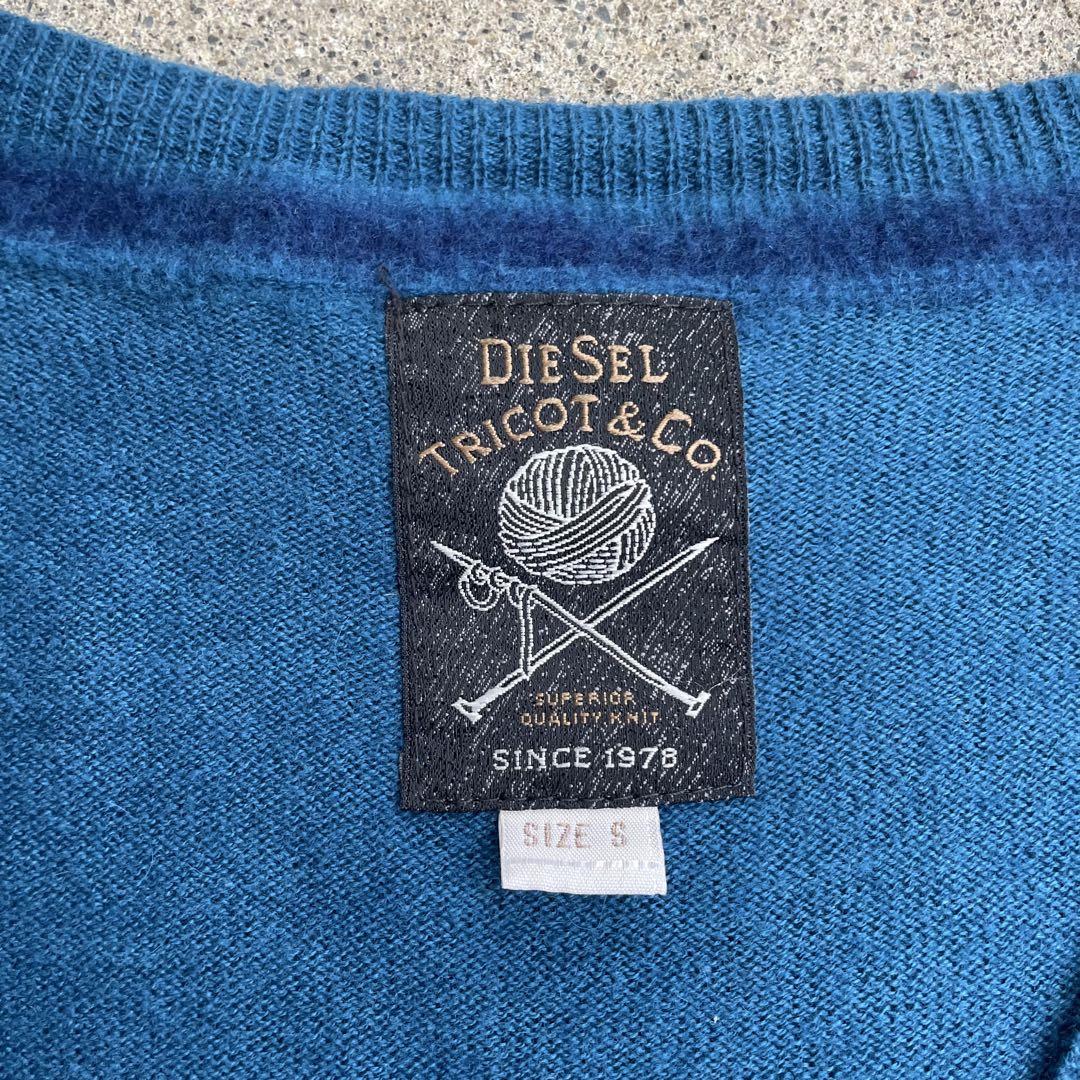 DIESEL
TRICOT & CO
SUPERIOR
QUALITY KNIT
SINCE 1978
SIZE S